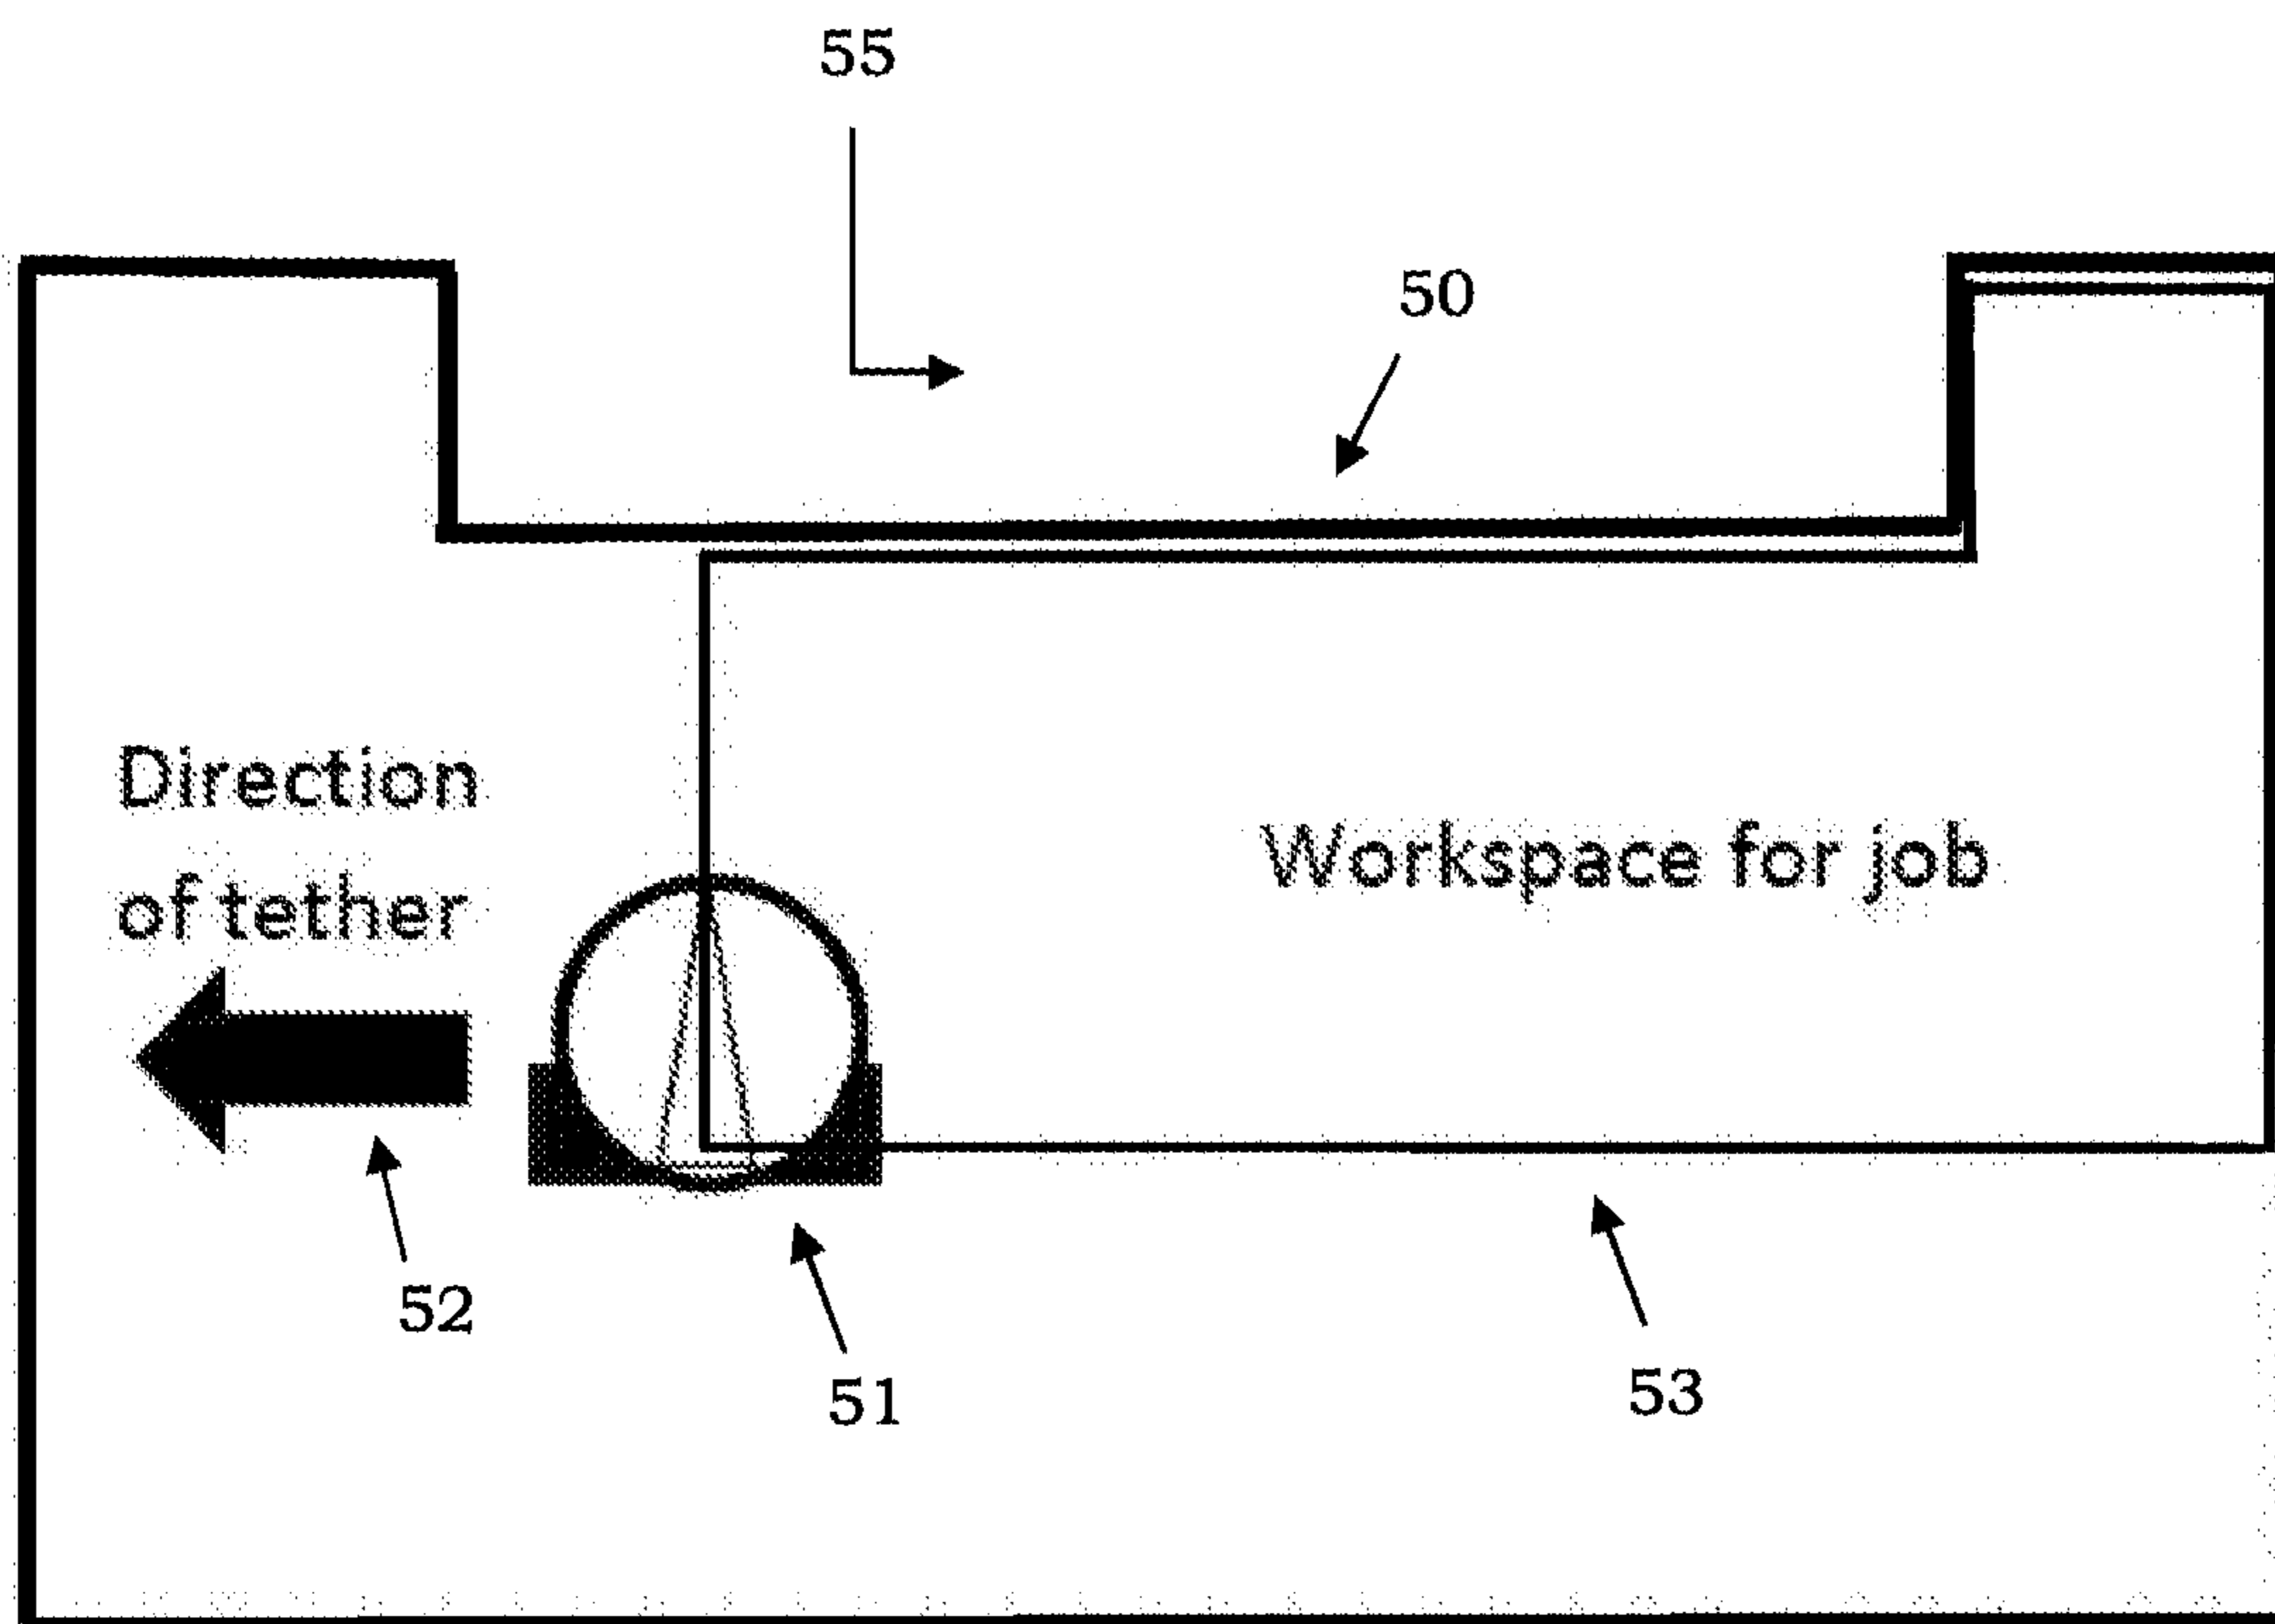 55
50
Direction
of tether
Workspace for job
52
51
53